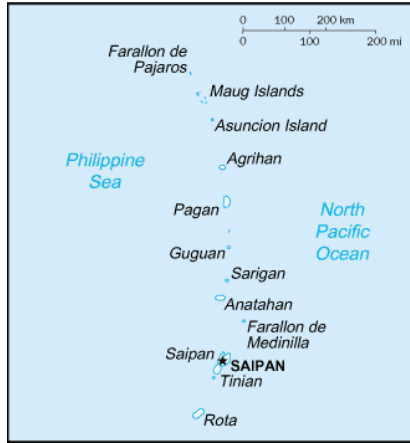 0 100 200 km
0 100 200 mi
Farallon de
Pajaros
Maug Islands
Asuncion Island
Philippine
Sea
Agrihan
Pagan
North
Pacific
Ocean
Guguan
Sarigan
Anatahan
Farallon de
Medinilla
Saipan
SAIPAN
Tinian
Rota